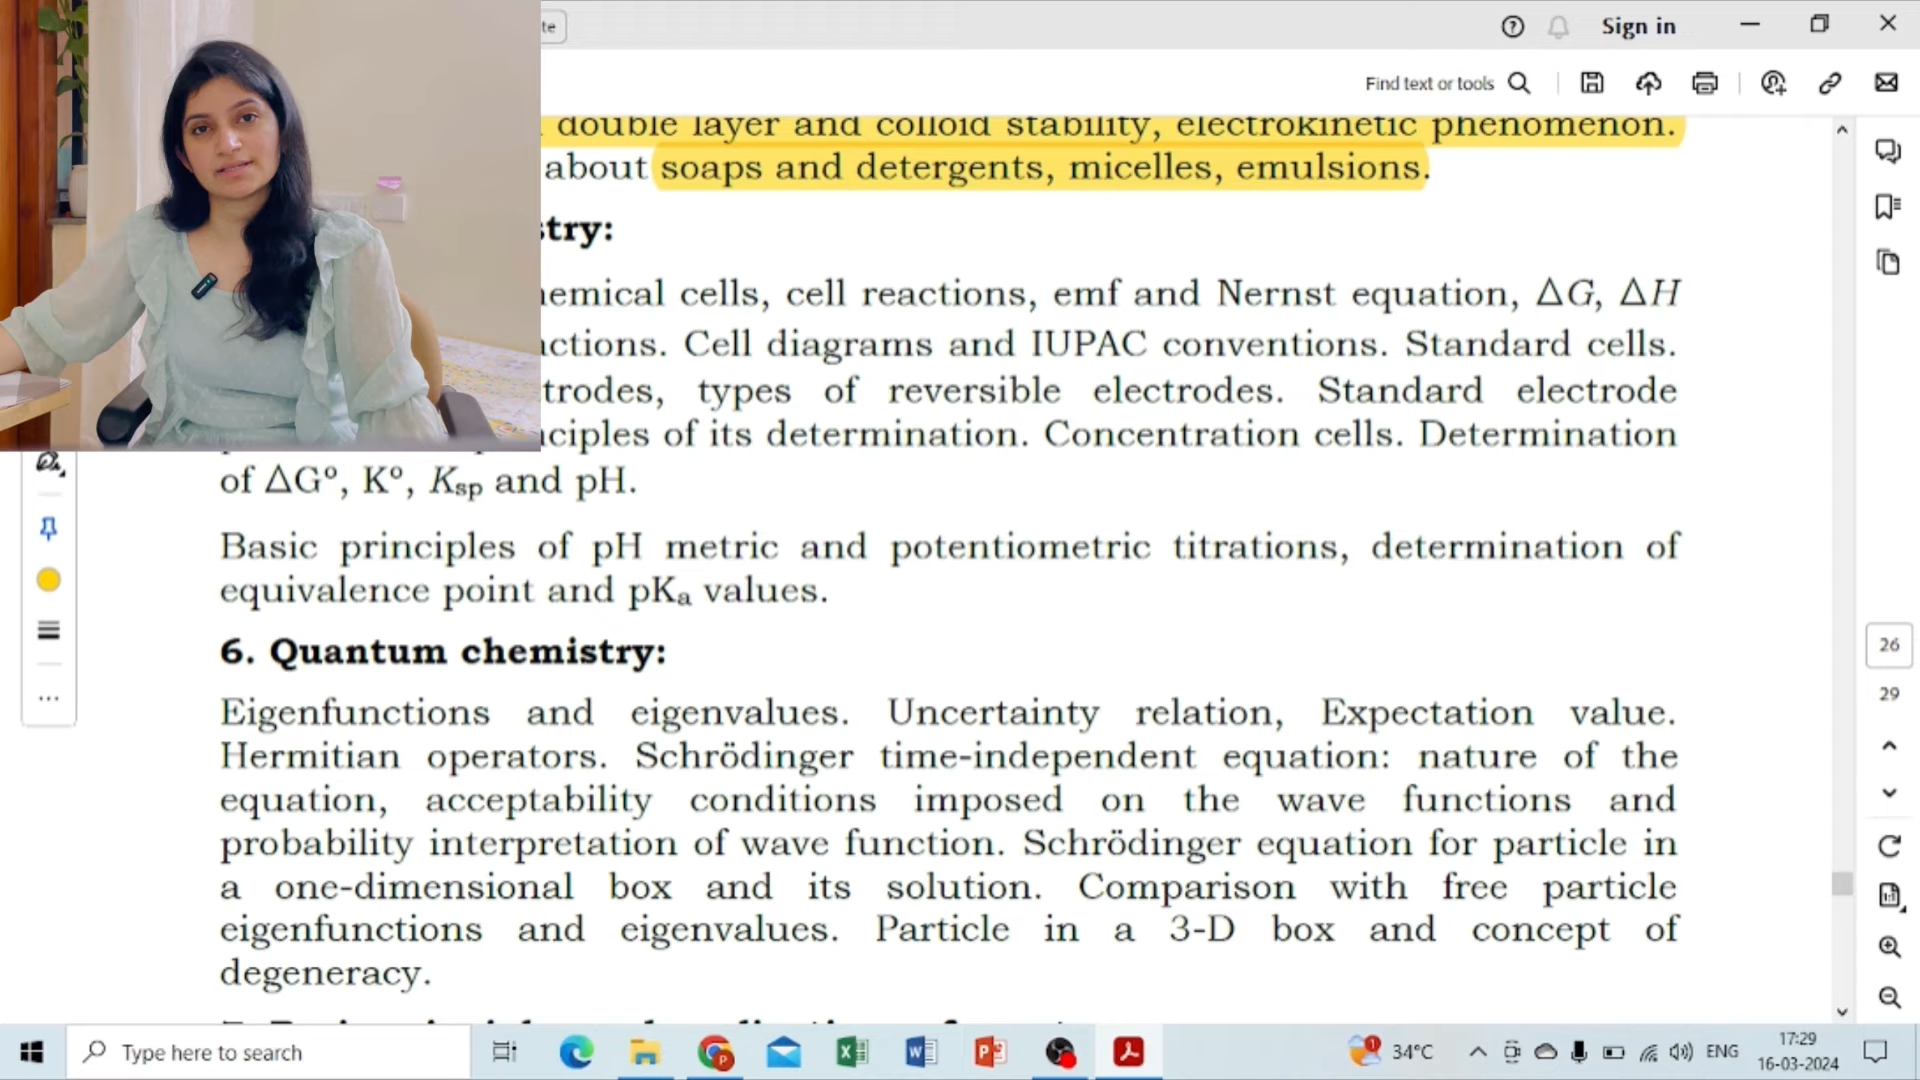 te
Sign in
Find text or tools
double layer and colloid stability, electrokinetic phenomenon.
about soaps and detergents, micelles, emulsions.
stry:
hemical cells, cell reactions, emf and Nernst equation, ΔG, ΔH
actions. Cell diagrams and IUPAC conventions. Standard cells.
trodes, types of reversible electrodes. Standard electrode
nciples of its determination. Concentration cells. Determination
of ΔGº, Kº, Ksp and pH.
Basic principles of pH metric and potentiometric titrations, determination of
equivalence point and pKa values.
6. Quantum chemistry:
Eigenfunctions and eigenvalues. Uncertainty relation, Expectation value.
Hermitian operators. Schrödinger time-independent equation: nature of the
equation, acceptability conditions imposed on the wave functions and
probability interpretation of wave function. Schrödinger equation for particle in
a one-dimensional box and its solution. Comparison with free particle
eigenfunctions and eigenvalues. Particle in a 3-D box and concept of
degeneracy.
26
29
Type here to search
34°C
ENG
17:29
16-03-2024